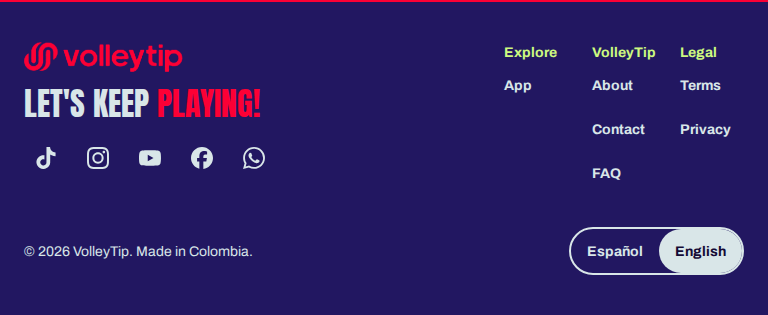 volleytip
LET'S KEEP PLAYING!
Explore
App
VolleyTip
About
Contact
FAQ
Legal
Terms
Privacy
© 2026 VolleyTip. Made in Colombia.
Español
English